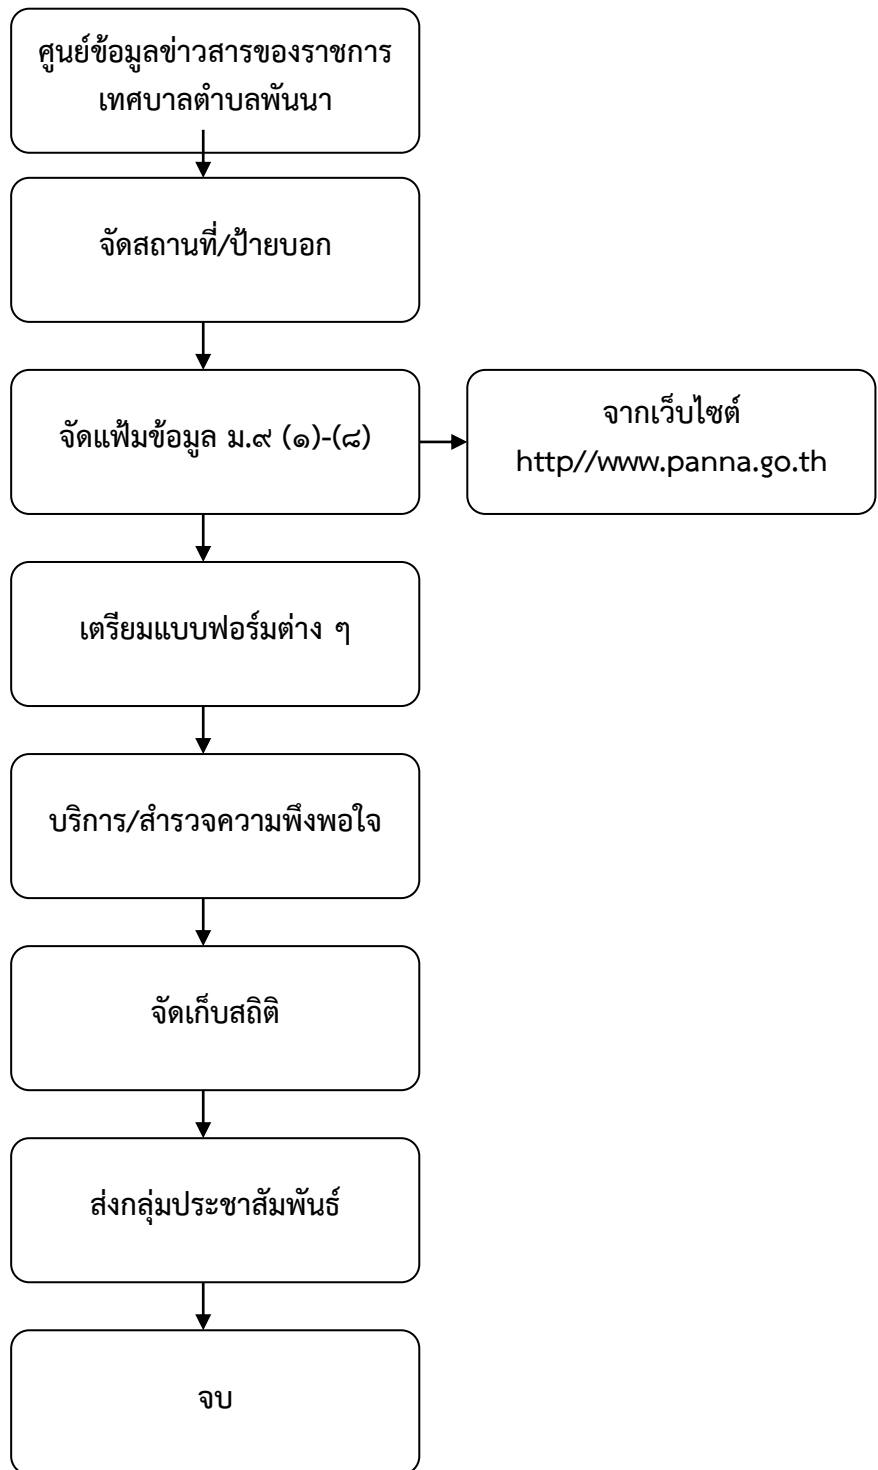 ศูนย์ข้อมูลข่าวสารของราชการ
เทศบาลตำบลพันนา
จัดสถานที่/ป้ายบอก
จัดแฟ้มข้อมูล ม.๙ (๑)-(๘)
จากเว็บไซต์
http//www.panna.go.th
เตรียมแบบฟอร์มต่าง ๆ
บริการ/สำรวจความพึงพอใจ
จัดเก็บสถิติ
ส่งกลุ่มประชาสัมพันธ์
จบ